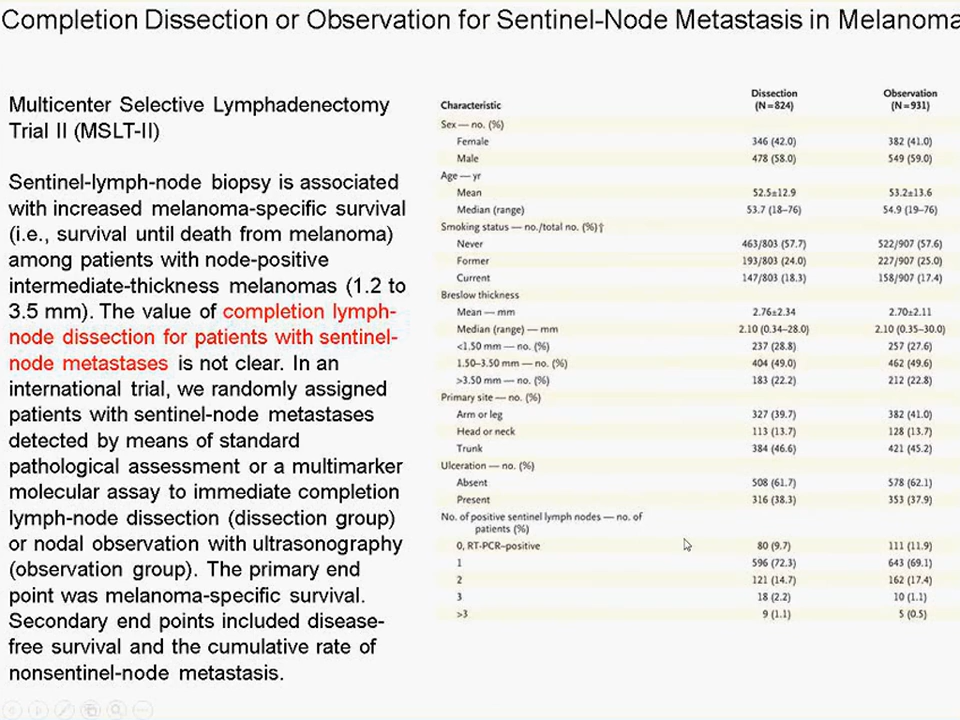 Completion Dissection or Observation for Sentinel-Node Metastasis in Melanoma
Multicenter Selective Lymphadenectomy
Trial II (MSLT-II)
Sentinel-lymph-node biopsy is associated
with increased melanoma-specific survival
(i.e., survival until death from melanoma)
among patients with node-positive
intermediate-thickness melanomas (1.2 to
3.5 mm). The value of completion lymph-
node dissection for patients with sentinel-
node metastases is not clear. In an
international trial, we randomly assigned
patients with sentinel-node metastases
detected by means of standard
pathological assessment or a multimarker
molecular assay to immediate completion
lymph-node dissection (dissection group)
or nodal observation with ultrasonography
(observation group). The primary end
point was melanoma-specific survival.
Secondary end points included disease-
free survival and the cumulative rate of
nonsentinel-node metastasis.
Characteristic Dissection (N=824) Observation (N=931)
Sex — no. (%)
Female 346 (42.0) 382 (41.0)
Male 478 (58.0) 549 (59.0)
Age — yr
Mean 52.5±12.9 53.2±13.6
Median (range) 53.7 (18–76) 54.9 (19–76)
Smoking status — no./total no. (%)†
Never 463/803 (57.7) 522/907 (57.6)
Former 193/803 (24.0) 227/907 (25.0)
Current 147/803 (18.3) 158/907 (17.4)
Breslow thickness
Mean — mm 2.76±2.34 2.70±2.11
Median (range) — mm 2.10 (0.34–28.0) 2.10 (0.35–30.0)
<1.50 mm — no. (%) 237 (28.8) 257 (27.6)
1.50–3.50 mm — no. (%) 404 (49.0) 462 (49.6)
>3.50 mm — no. (%) 183 (22.2) 212 (22.8)
Primary site — no. (%)
Arm or leg 327 (39.7) 382 (41.0)
Head or neck 113 (13.7) 128 (13.7)
Trunk 384 (46.6) 421 (45.2)
Ulceration — no. (%)
Absent 508 (61.7) 578 (62.1)
Present 316 (38.3) 353 (37.9)
No. of positive sentinel lymph nodes — no. of
patients (%)
0, RT-PCR–positive 80 (9.7) 111 (11.9)
1 596 (72.3) 643 (69.1)
2 121 (14.7) 162 (17.4)
3 18 (2.2) 10 (1.1)
>3 9 (1.1) 5 (0.5)